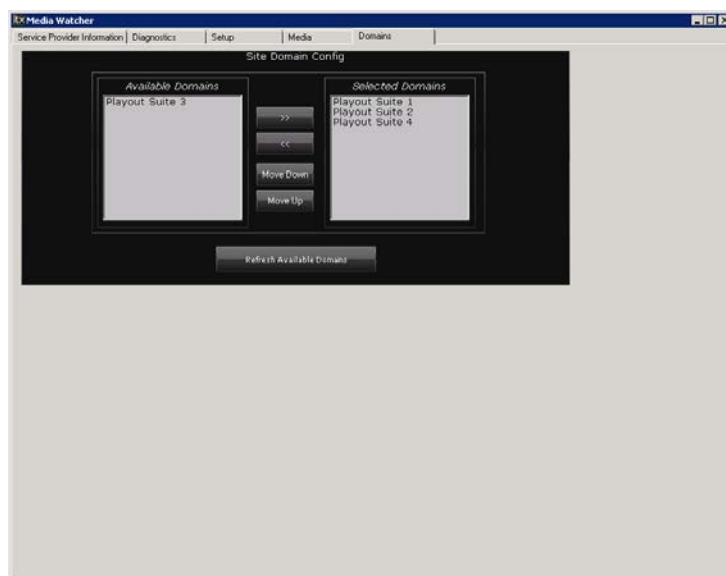 iTX Media Watcher
Service Provider Information Diagnostics Setup Media Domains
Site Domain Config
Available Domains Selected Domains
Playout Suite 3
Playout Suite 1
Playout Suite 2
Playout Suite 4
>>
<<
Move Down
Move Up
Refresh Available Domains